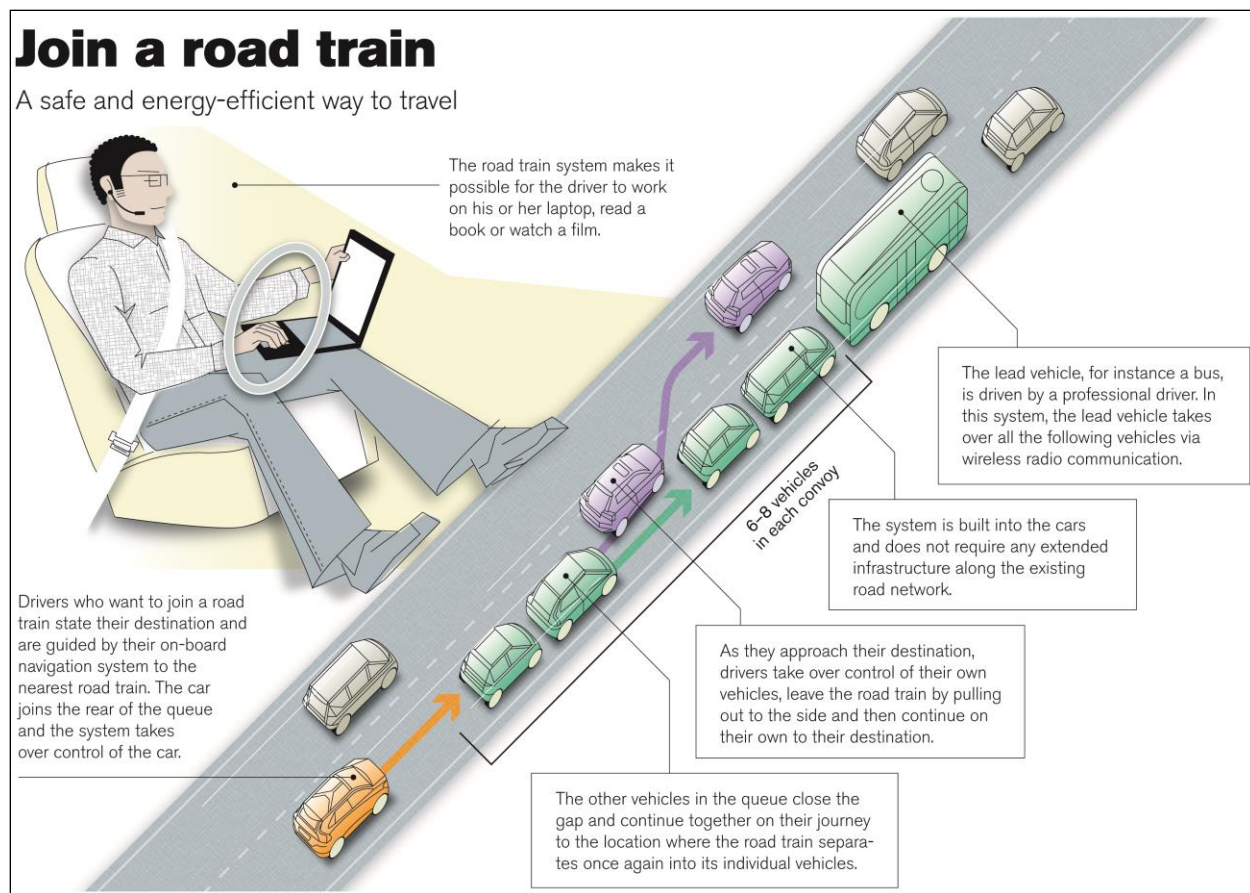 Join a road train
A safe and energy-efficient way to travel
The road train system makes it
possible for the driver to work
on his or her laptop, read a
book or watch a film.
The lead vehicle, for instance a bus,
is driven by a professional driver. In
this system, the lead vehicle takes
over all the following vehicles via
wireless radio communication.
6–8 vehicles
in each convoy
The system is built into the cars
and does not require any extended
infrastructure along the existing
road network.
Drivers who want to join a road
train state their destination and
are guided by their on-board
navigation system to the
nearest road train. The car
joins the rear of the queue
and the system takes
over control of the car.
As they approach their destination,
drivers take over control of their own
vehicles, leave the road train by pulling
out to the side and then continue on
their own to their destination.
The other vehicles in the queue close the
gap and continue together on their journey
to the location where the road train separa-
tes once again into its individual vehicles.